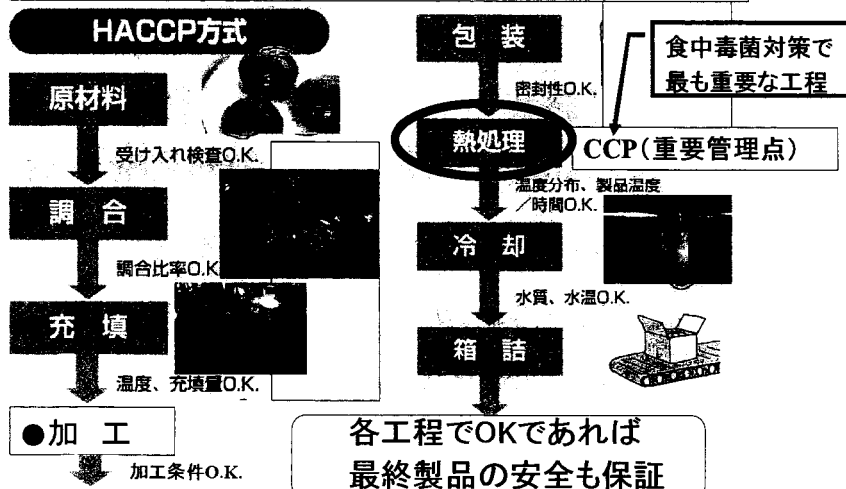 HACCP方式
原材料
受け入れ検査O.K.
調 合
調合比率O.K.
充 填
温度、充填量O.K.
●加 工
加工条件O.K.
包 装
密封性O.K.
熱処理
食中毒菌対策で
最も重要な工程
CCP(重要管理点)
温度分布、製品温度
/時間O.K.
冷 却
水質、水温O.K.
箱 詰
各工程でOKであれば
最終製品の安全も保証